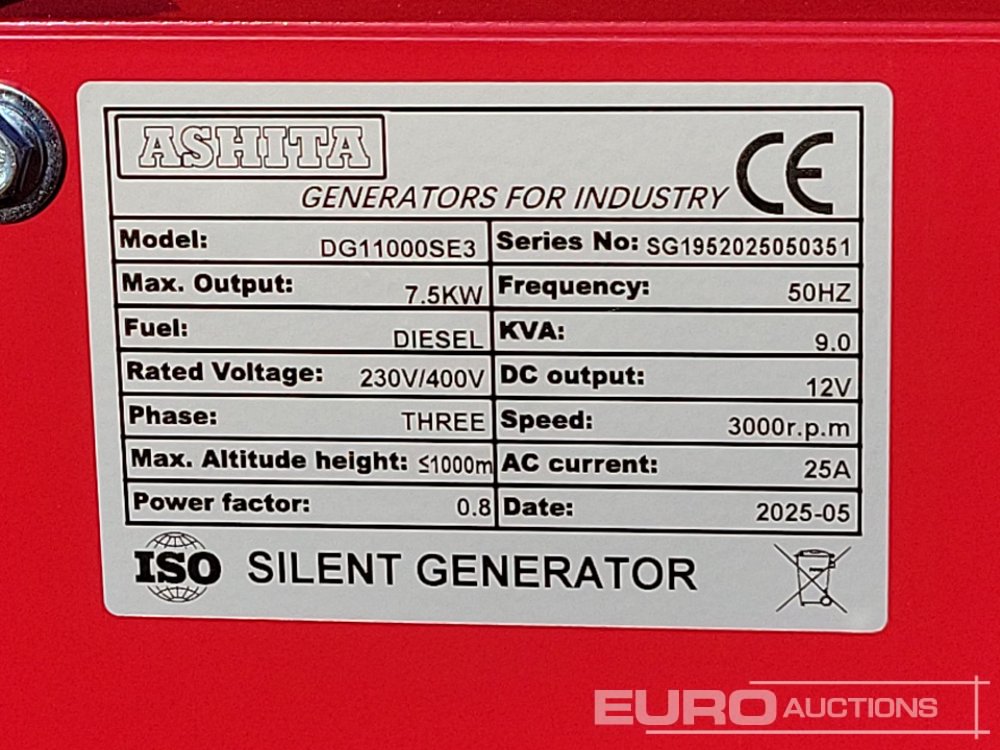 ASHITA
GENERATORS FOR INDUSTRY CE
Model: DG11000SE3 Series No: SG1952025050351
Max. Output: 7.5KW Frequency: 50HZ
Fuel: DIESEL KVA: 9.0
Rated Voltage: 230V/400V DC output: 12V
Phase: THREE Speed: 3000r.p.m
Max. Altitude height: ≤1000m AC current: 25A
Power factor: 0.8 Date: 2025-05
ISO SILENT GENERATOR
EURO AUCTIONS